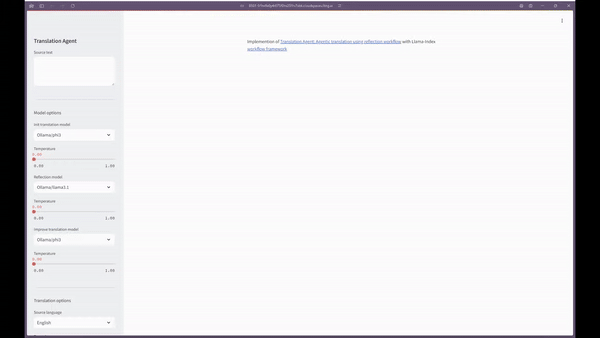 Translation Agent
Source text
Model options
Init translation model
Ollama/phi3
Temperature
0.00
0.00 1.00
Reflection model
Ollama/llama3.1
Temperature
0.00
0.00 1.00
Improve translation model
Ollama/phi3
Temperature
0.00
0.00 1.00
Translation options
Source language
English
Implemention of Translation Agent: Agentic translation using reflection workflow with LLama-index
workflow framework